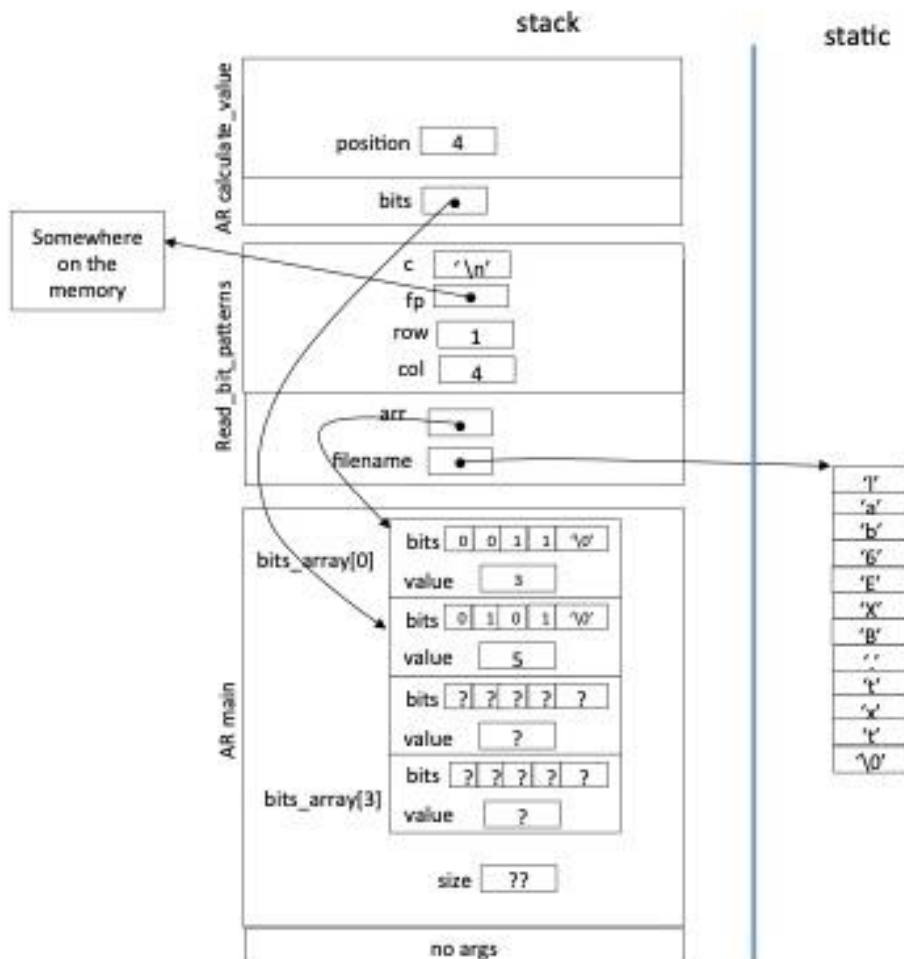 stack
static
AR calculate_value
position 4
bits
Somewhere
on the
memory
Read_bit_patterns
c '\n'
fp
row 1
col 4
arr
filename
'l'
'a'
'b'
'6'
'E'
'X'
'B'
'.'
't'
'x'
't'
'\0'
AR main
bits_array[0]
bits 0 0 1 1 '\0'
value 3
bits 0 1 0 1 '\0'
value 5
bits ? ? ? ? ?
value ?
bits_array[3]
bits ? ? ? ? ?
value ?
size ??
no args